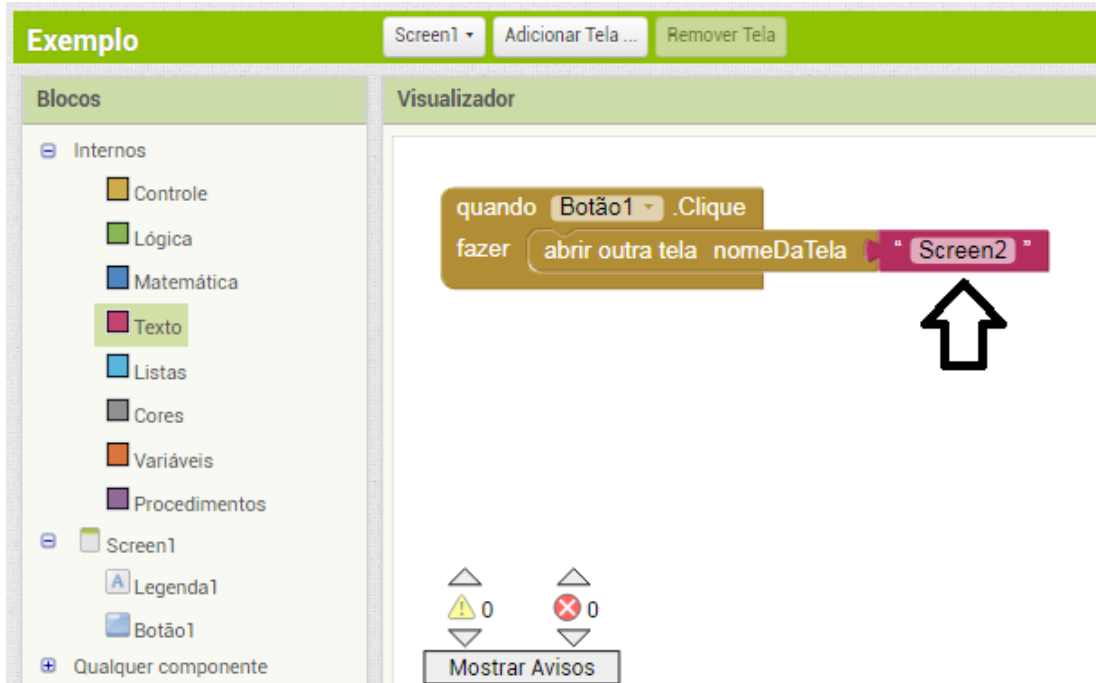 Exemplo
Screen1
Adicionar Tela ...
Remover Tela
Blocos
Visualizador
Internos
Controle
Lógica
Matemática
Texto
Listas
Cores
Variáveis
Procedimentos
Screen1
A Legenda1
Botão1
Qualquer componente
quando Botão1 .Clique
fazer abrir outra tela nomeDaTela " Screen2 "
0 0
Mostrar Avisos